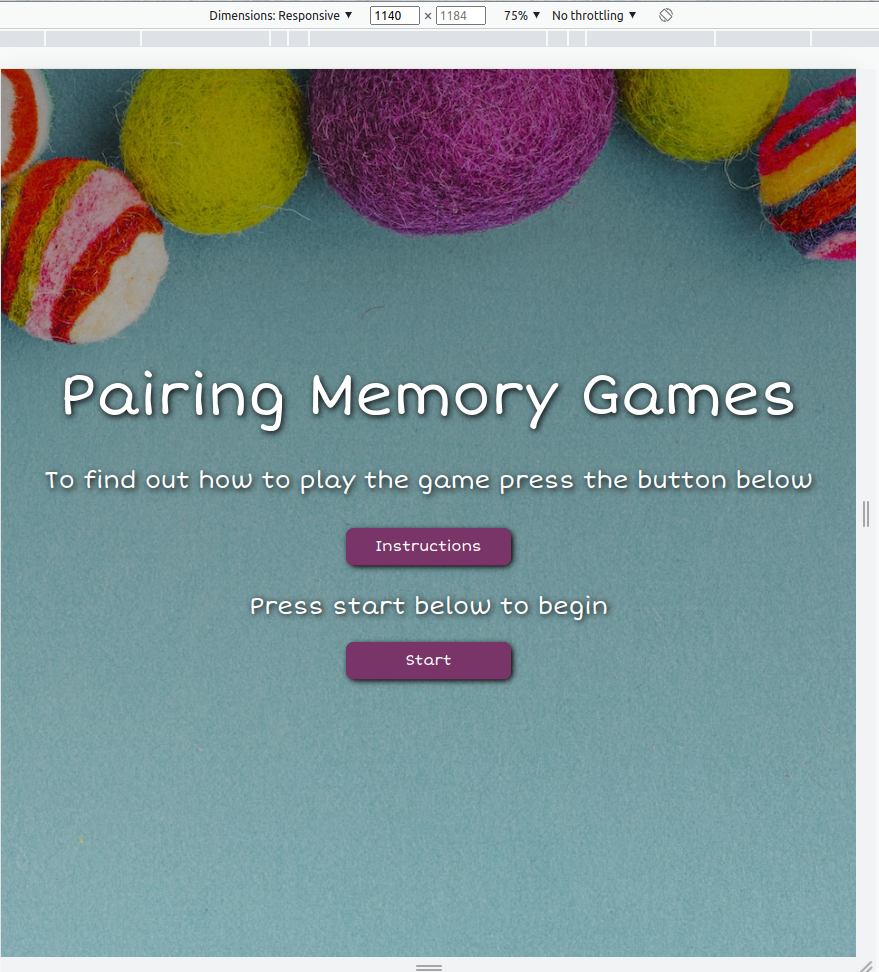 Dimensions: Responsive ▼ 1140 × 1184 75% ▼ No throttling ▼
Pairing Memory Games
To find out how to play the game press the button below
Instructions
Press start below to begin
Start